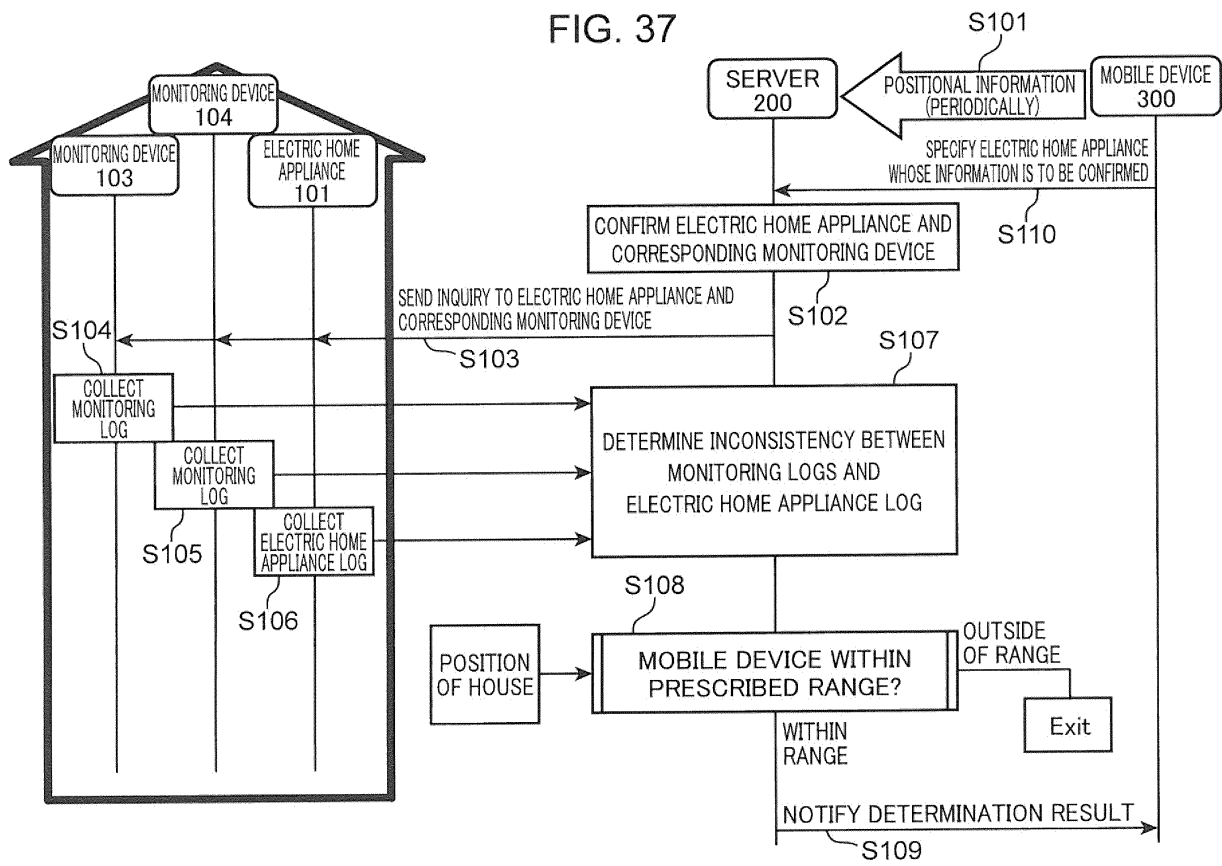 FIG. 37
S101
MONITORING DEVICE
104
SERVER
200
POSITIONAL INFORMATION
(PERIODICALLY)
MOBILE DEVICE
300
MONITORING DEVICE
103
ELECTRIC HOME
APPLIANCE
101
SPECIFY ELECTRIC HOME APPLIANCE
WHOSE INFORMATION IS TO BE CONFIRMED
S110
CONFIRM ELECTRIC HOME APPLIANCE AND
CORRESPONDING MONITORING DEVICE
S102
SEND INQUIRY TO ELECTRIC HOME APPLIANCE AND
CORRESPONDING MONITORING DEVICE
S103
S104
S107
COLLECT
MONITORING
LOG
DETERMINE INCONSISTENCY BETWEEN
MONITORING LOGS AND
ELECTRIC HOME APPLIANCE LOG
COLLECT
MONITORING
LOG
S105
COLLECT
ELECTRIC HOME
APPLIANCE LOG
S106
S108
POSITION
OF HOUSE
MOBILE DEVICE WITHIN
PRESCRIBED RANGE?
OUTSIDE
OF RANGE
Exit
WITHIN
RANGE
NOTIFY DETERMINATION RESULT
S109